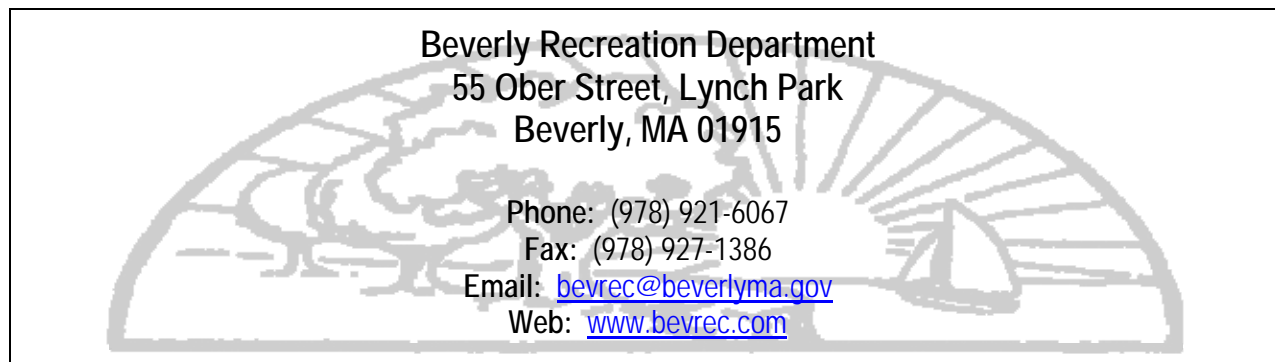 Beverly Recreation Department
55 Ober Street, Lynch Park
Beverly, MA 01915
Phone: (978) 921-6067
Fax: (978) 927-1386
Email: bevrec@beverlyma.gov
Web: www.bevrec.com